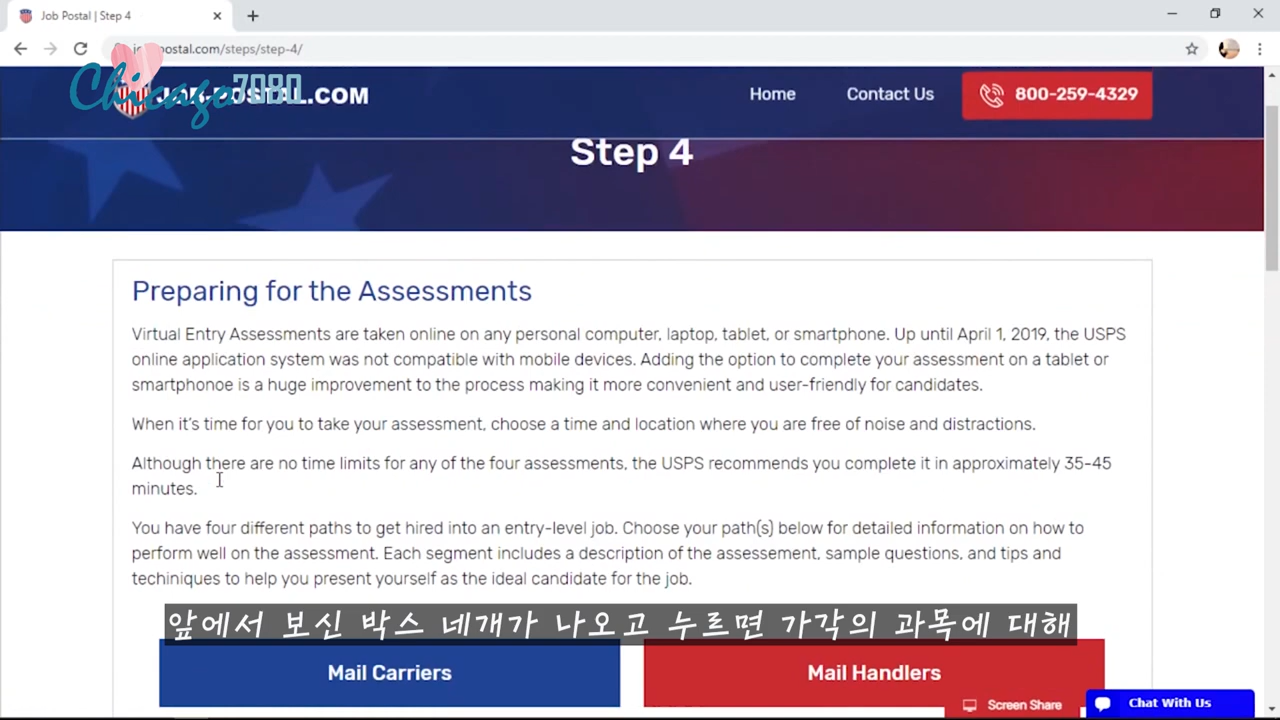 Job Postal | Step 4
postal.com/steps/step-4/
Chicago7080
.COM
Home
Contact Us
800-259-4329
Step 4
Preparing for the Assessments
Virtual Entry Assessments are taken online on any personal computer, laptop, tablet, or smartphone. Up until April 1, 2019, the USPS
online application system was not compatible with mobile devices. Adding the option to complete your assessment on a tablet or
smartphonoe is a huge improvement to the process making it more convenient and user-friendly for candidates.
When it's time for you to take your assessment, choose a time and location where you are free of noise and distractions.
Although there are no time limits for any of the four assessments, the USPS recommends you complete it in approximately 35-45
minutes.
You have four different paths to get hired into an entry-level job. Choose your path(s) below for detailed information on how to
perform well on the assessment. Each segment includes a description of the assessement, sample questions, and tips and
techiniques to help you present yourself as the ideal candidate for the job.
앞에서 보신 박스 네개가 나오고 누르면 가각의 과목에 대해
Mail Carriers
Mail Handlers
Screen Share
Chat With Us